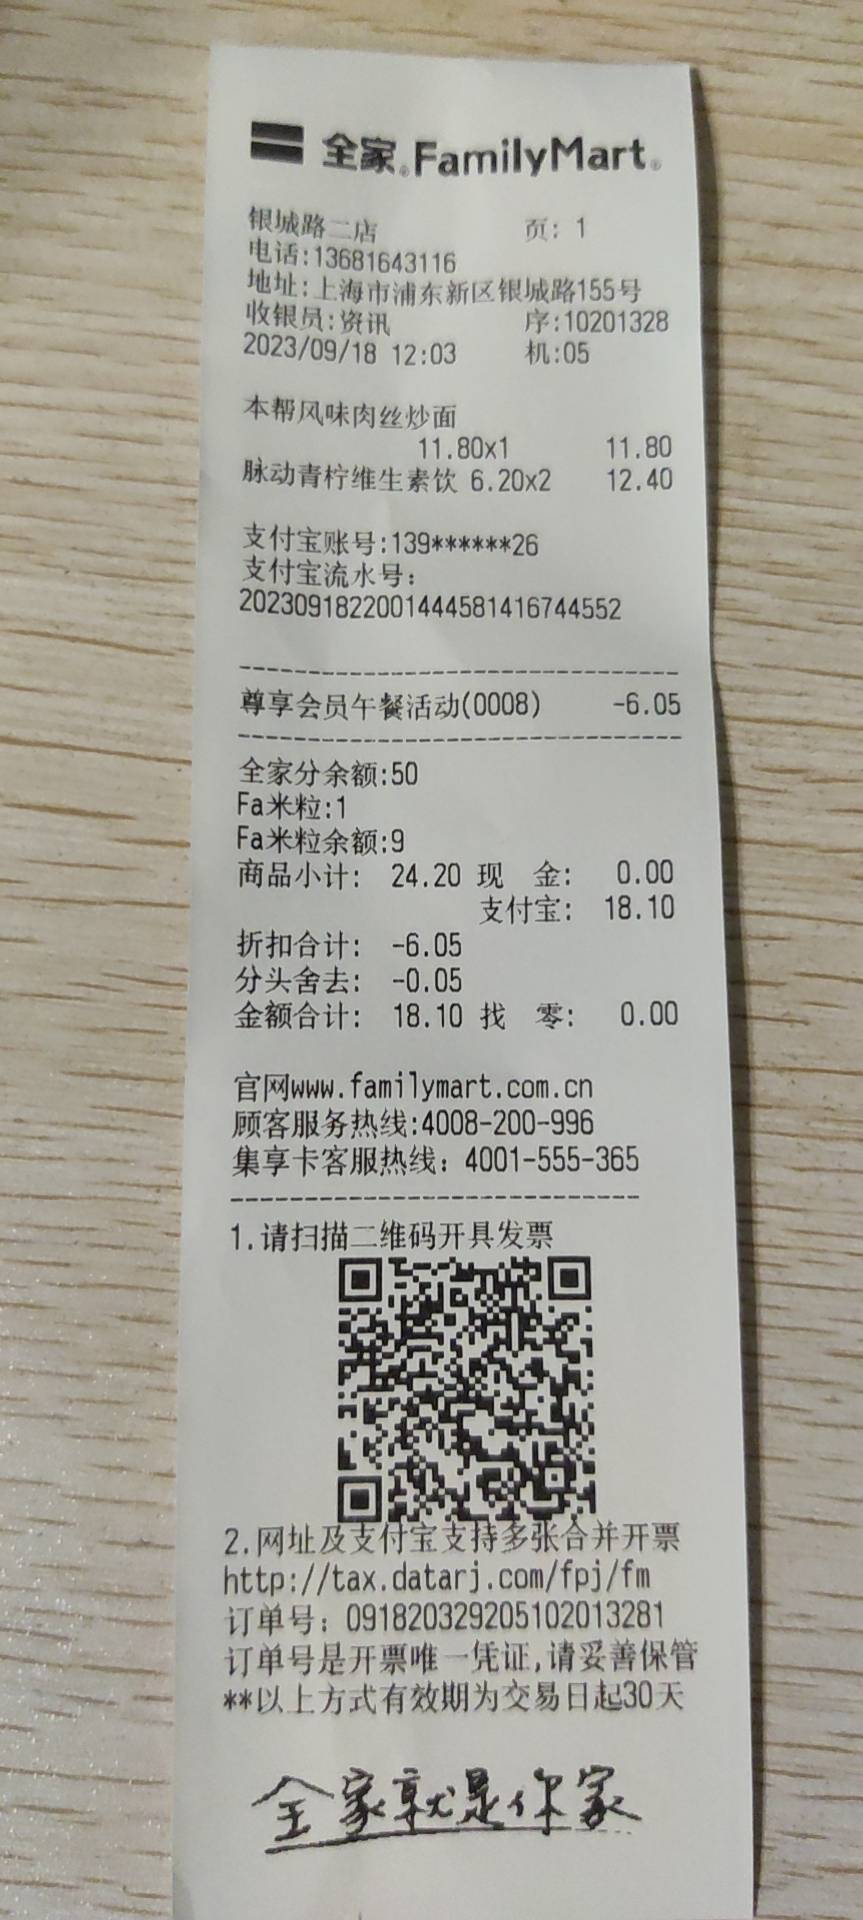 全家 FamilyMart
银城路二店 页: 1
电话:13681643116
地址:上海市浦东新区银城路155号
收银员:资讯 序:10201328
2023/09/18 12:03 机:05
本帮风味肉丝炒面
11.80x1 11.80
脉动青柠维生素饮 6.20x2 12.40
支付宝账号:139******26
支付宝流水号:
2023091822001444581416744552
尊享会员午餐活动(0008) -6.05
全家分余额:50
Fa米粒:1
Fa米粒余额:9
商品小计: 24.20 现 金: 0.00
支付宝: 18.10
折扣合计: -6.05
分头舍去: -0.05
金额合计: 18.10 找 零: 0.00
官网www.familymart.com.cn
顾客服务热线:4008-200-996
集享卡客服热线: 4001-555-365
1.请扫描二维码开具发票
2.网址及支付宝支持多张合并开票
http://tax.datarj.com/fpj/fm
订单号: 091820329205102013281
订单号是开票唯一凭证,请妥善保管
**以上方式有效期为交易日起30天
全家就是你家